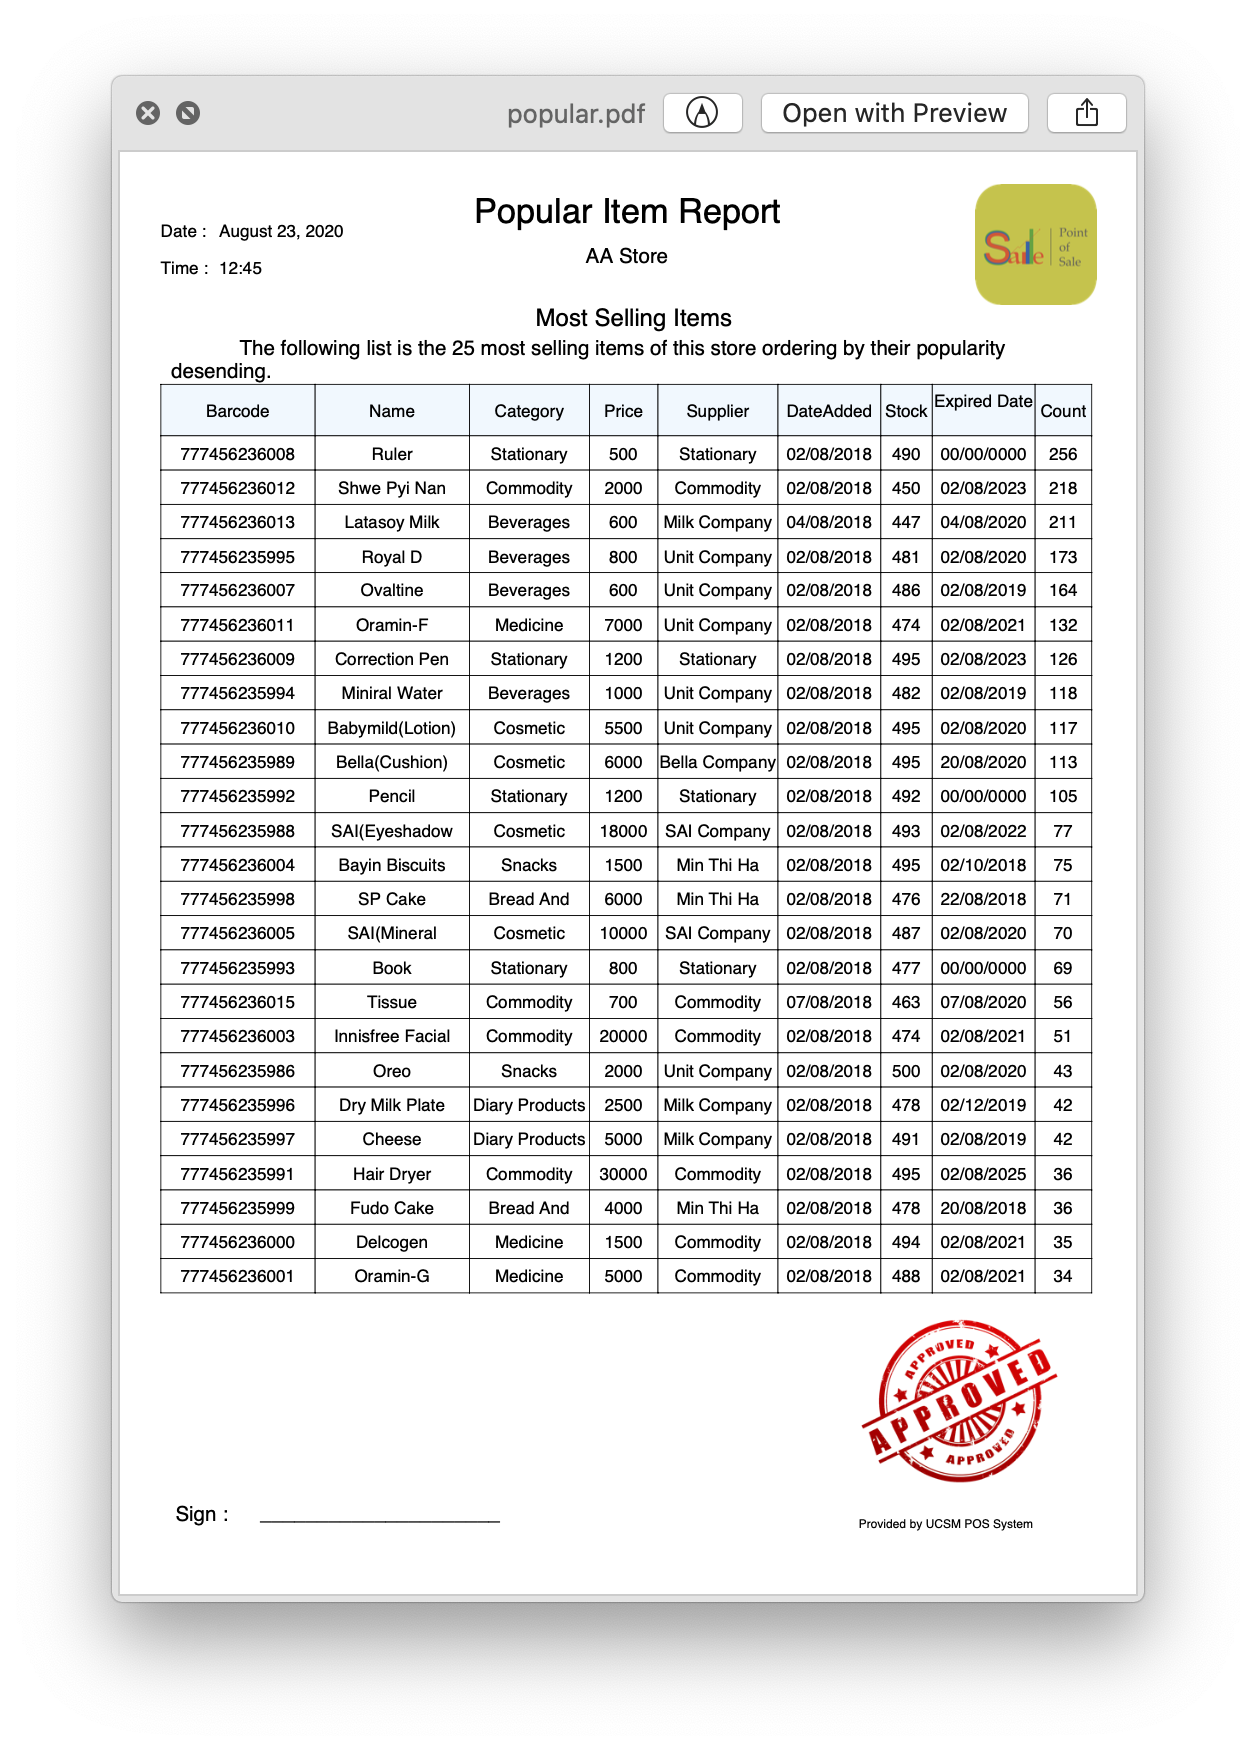 popular.pdf Open with Preview
Popular Item Report
Date : August 23, 2020
AA Store
Time : 12:45
Sale Point of Sale
Most Selling Items
The following list is the 25 most selling items of this store ordering by their popularity
desending.
Barcode Name Category Price Supplier DateAdded Stock Expired Date Count
777456236008 Ruler Stationary 500 Stationary 02/08/2018 490 00/00/0000 256
777456236012 Shwe Pyi Nan Commodity 2000 Commodity 02/08/2018 450 02/08/2023 218
777456236013 Latasoy Milk Beverages 600 Milk Company 04/08/2018 447 04/08/2020 211
777456235995 Royal D Beverages 800 Unit Company 02/08/2018 481 02/08/2020 173
777456236007 Ovaltine Beverages 600 Unit Company 02/08/2018 486 02/08/2019 164
777456236011 Oramin-F Medicine 7000 Unit Company 02/08/2018 474 02/08/2021 132
777456236009 Correction Pen Stationary 1200 Stationary 02/08/2018 495 02/08/2023 126
777456235994 Miniral Water Beverages 1000 Unit Company 02/08/2018 482 02/08/2019 118
777456236010 Babymild(Lotion) Cosmetic 5500 Unit Company 02/08/2018 495 02/08/2020 117
777456235989 Bella(Cushion) Cosmetic 6000 Bella Company 02/08/2018 495 20/08/2020 113
777456235992 Pencil Stationary 1200 Stationary 02/08/2018 492 00/00/0000 105
777456235988 SAI(Eyeshadow Cosmetic 18000 SAI Company 02/08/2018 493 02/08/2022 77
777456236004 Bayin Biscuits Snacks 1500 Min Thi Ha 02/08/2018 495 02/10/2018 75
777456235998 SP Cake Bread And 6000 Min Thi Ha 02/08/2018 476 22/08/2018 71
777456236005 SAI(Mineral Cosmetic 10000 SAI Company 02/08/2018 487 02/08/2020 70
777456235993 Book Stationary 800 Stationary 02/08/2018 477 00/00/0000 69
777456236015 Tissue Commodity 700 Commodity 07/08/2018 463 07/08/2020 56
777456236003 Innisfree Facial Commodity 20000 Commodity 02/08/2018 474 02/08/2021 51
777456235986 Oreo Snacks 2000 Unit Company 02/08/2018 500 02/08/2020 43
777456235996 Dry Milk Plate Diary Products 2500 Milk Company 02/08/2018 478 02/12/2019 42
777456235997 Cheese Diary Products 5000 Milk Company 02/08/2018 491 02/08/2019 42
777456235991 Hair Dryer Commodity 30000 Commodity 02/08/2018 495 02/08/2025 36
777456235999 Fudo Cake Bread And 4000 Min Thi Ha 02/08/2018 478 20/08/2018 36
777456236000 Delcogen Medicine 1500 Commodity 02/08/2018 494 02/08/2021 35
777456236001 Oramin-G Medicine 5000 Commodity 02/08/2018 488 02/08/2021 34
APPROVED
APPROVED
APPROVED
Sign :
Provided by UCSM POS System